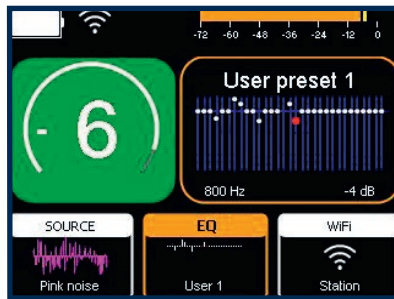 -72 -60 -48 -36 -24 -12 0
- 6
User preset 1
800 Hz -4 dB
SOURCE
Pink noise
EQ
User 1
WiFi
Station